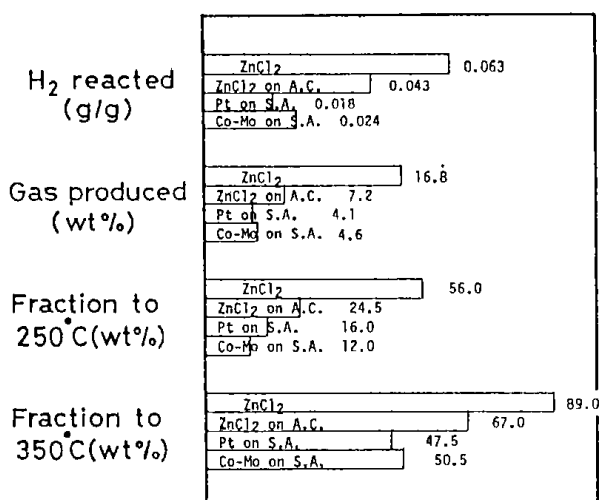 H₂ reacted
(g/g)
ZnCl₂ 0.063
ZnCl₂ on A.C. 0.043
Pt on S.A. 0.018
Co-Mo on S.A. 0.024
Gas produced
(wt%)
ZnCl₂ 16.8
ZnCl₂ on A.C. 7.2
Pt on S.A. 4.1
Co-Mo on S.A. 4.6
Fraction to
250°C(wt%)
ZnCl₂ 56.0
ZnCl₂ on A.C. 24.5
Pt on S.A. 16.0
Co-Mo on S.A. 12.0
Fraction to
350°C(wt%)
ZnCl₂ 89.0
ZnCl₂ on A.C. 67.0
Pt on S.A. 47.5
Co-Mo on S.A. 50.5